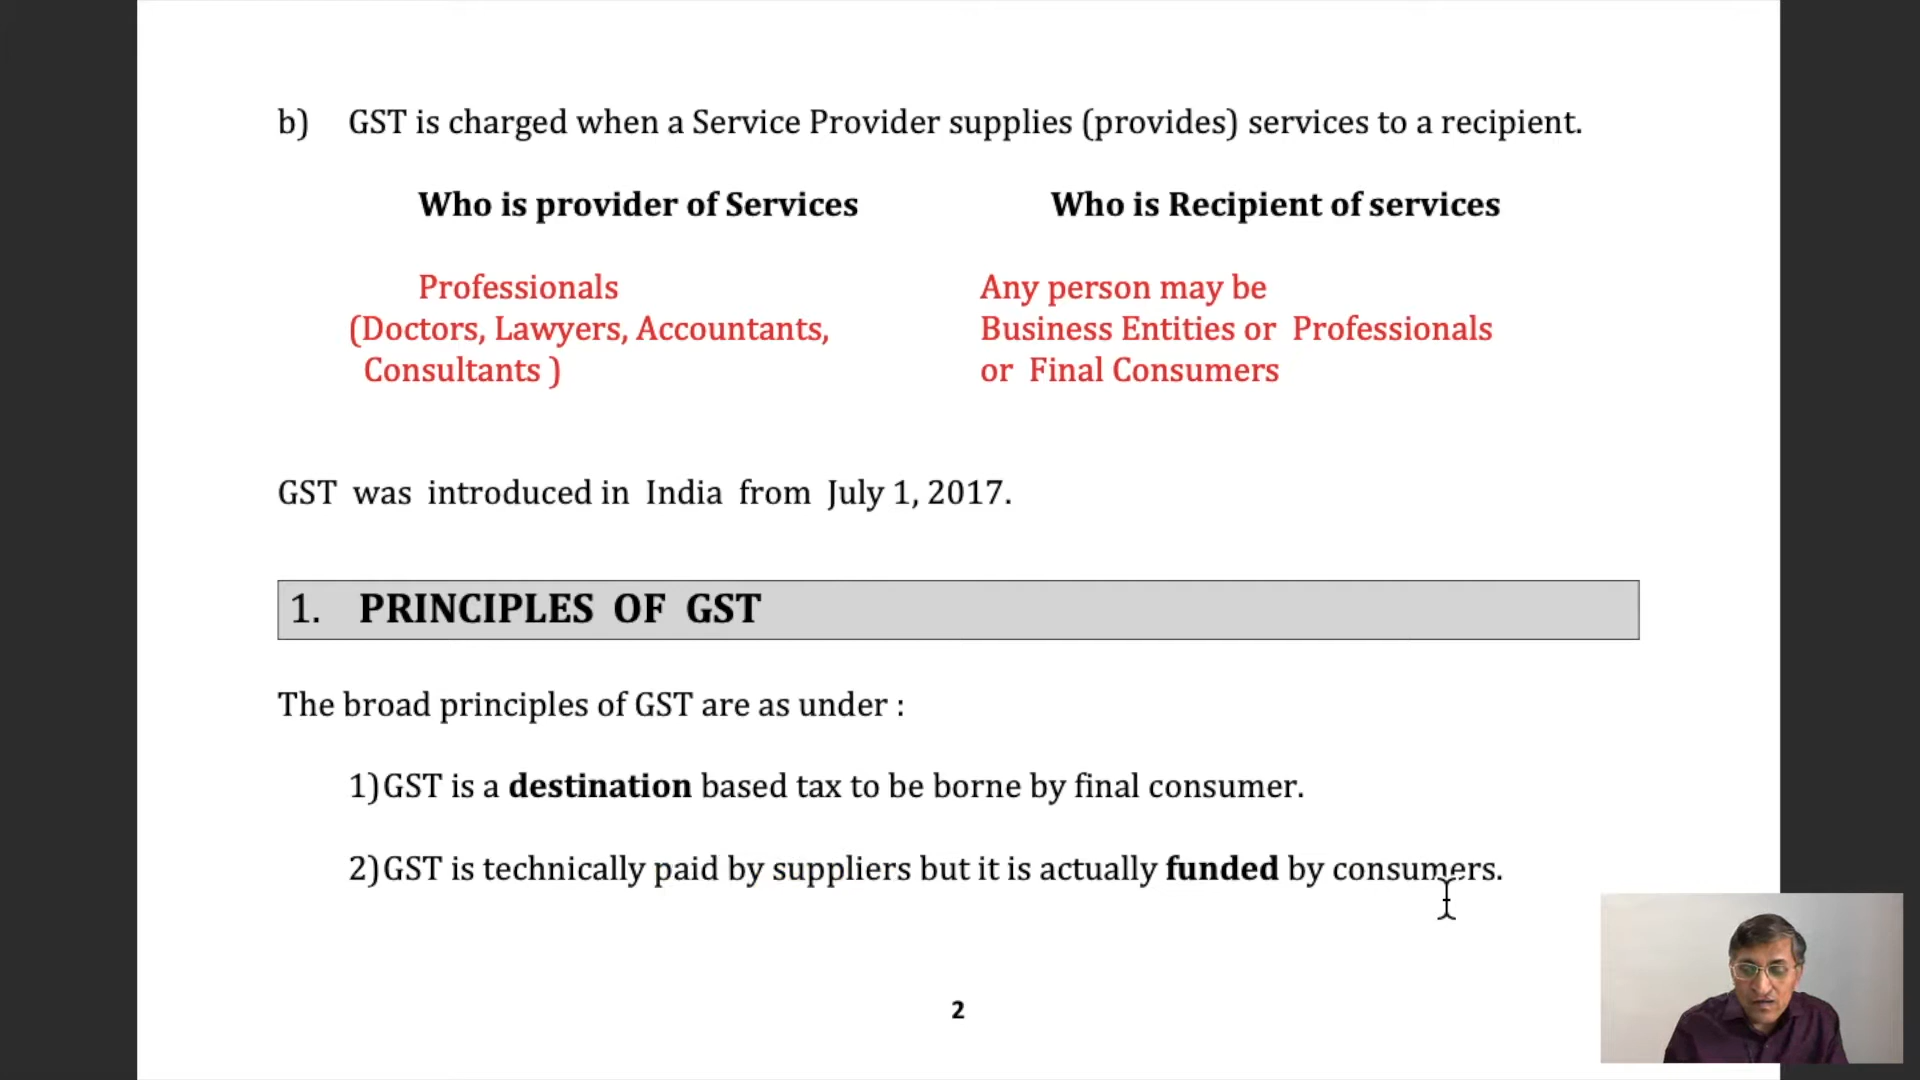 b) GST is charged when a Service Provider supplies (provides) services to a recipient.
Who is provider of Services Who is Recipient of services
Professionals Any person may be
(Doctors, Lawyers, Accountants, Business Entities or Professionals
Consultants ) or Final Consumers
GST was introduced in India from July 1, 2017.
1. PRINCIPLES OF GST
The broad principles of GST are as under :
1)GST is a destination based tax to be borne by final consumer.
2)GST is technically paid by suppliers but it is actually funded by consumers.
2